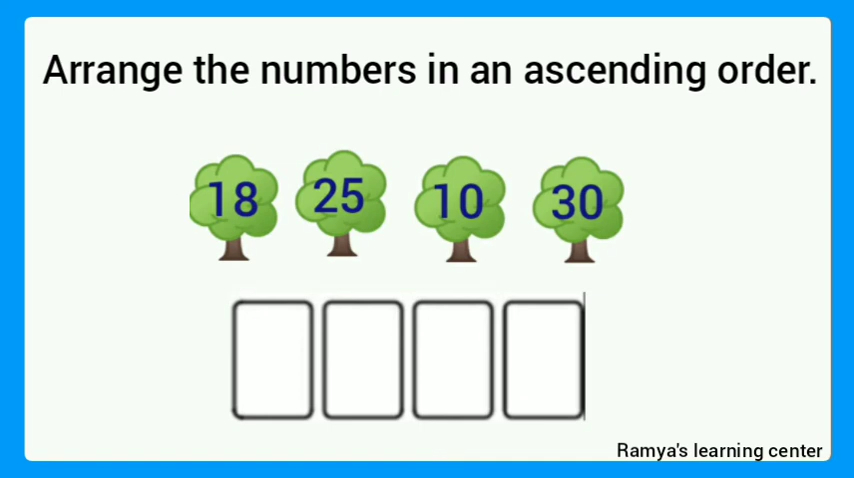 Arrange the numbers in an ascending order.
18 25 10 30
Ramya's learning center